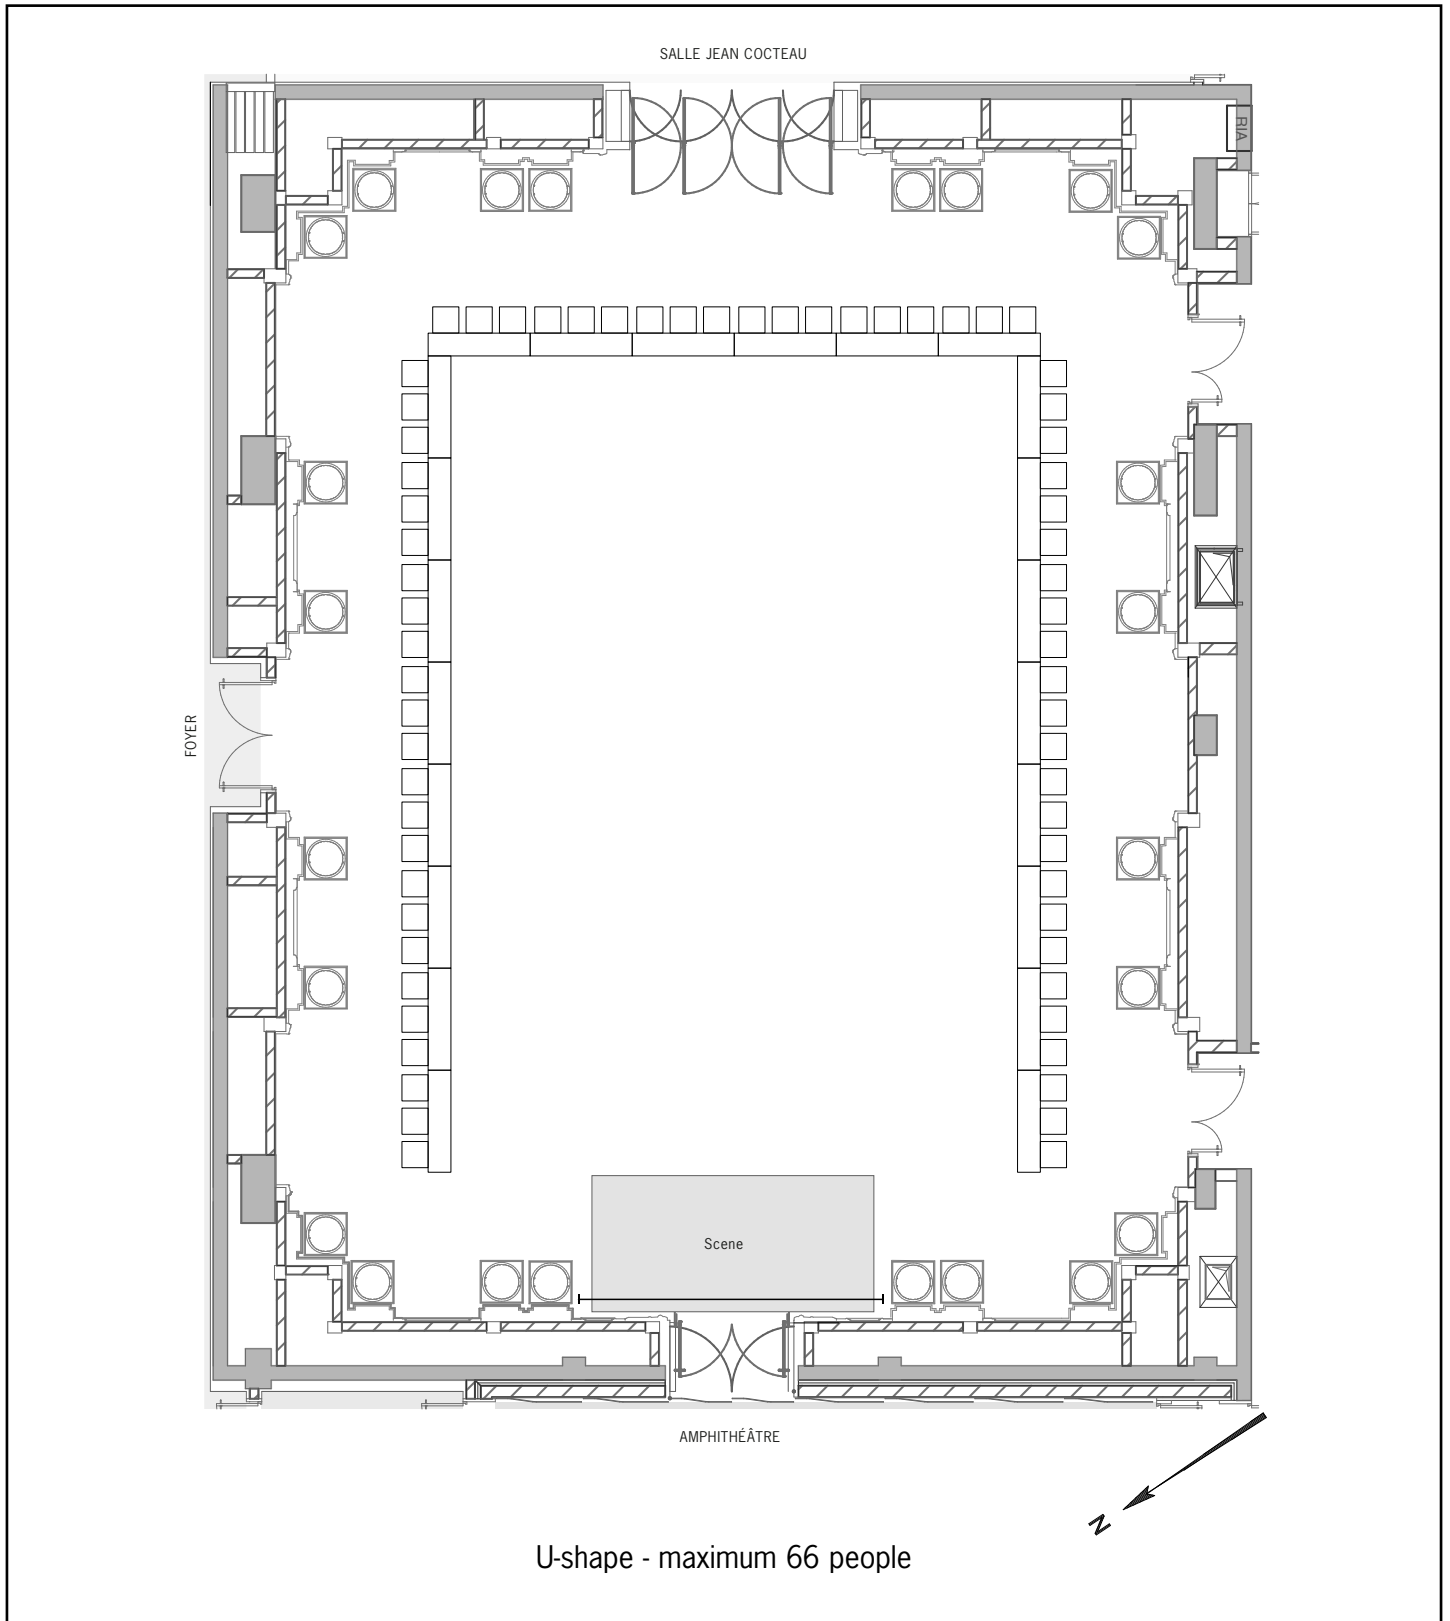 SALLE JEAN COCTEAU
RIA
FOYER
Scene
AMPHITHÉÂTRE
N
U-shape - maximum 66 people